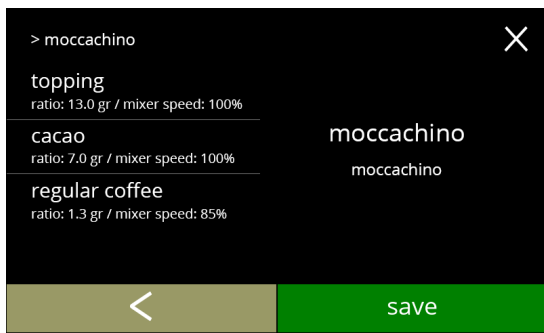 > moccachino
topping
ratio: 13.0 gr / mixer speed: 100%
cacao
ratio: 7.0 gr / mixer speed: 100%
regular coffee
ratio: 1.3 gr / mixer speed: 85%
moccachino
moccachino
save